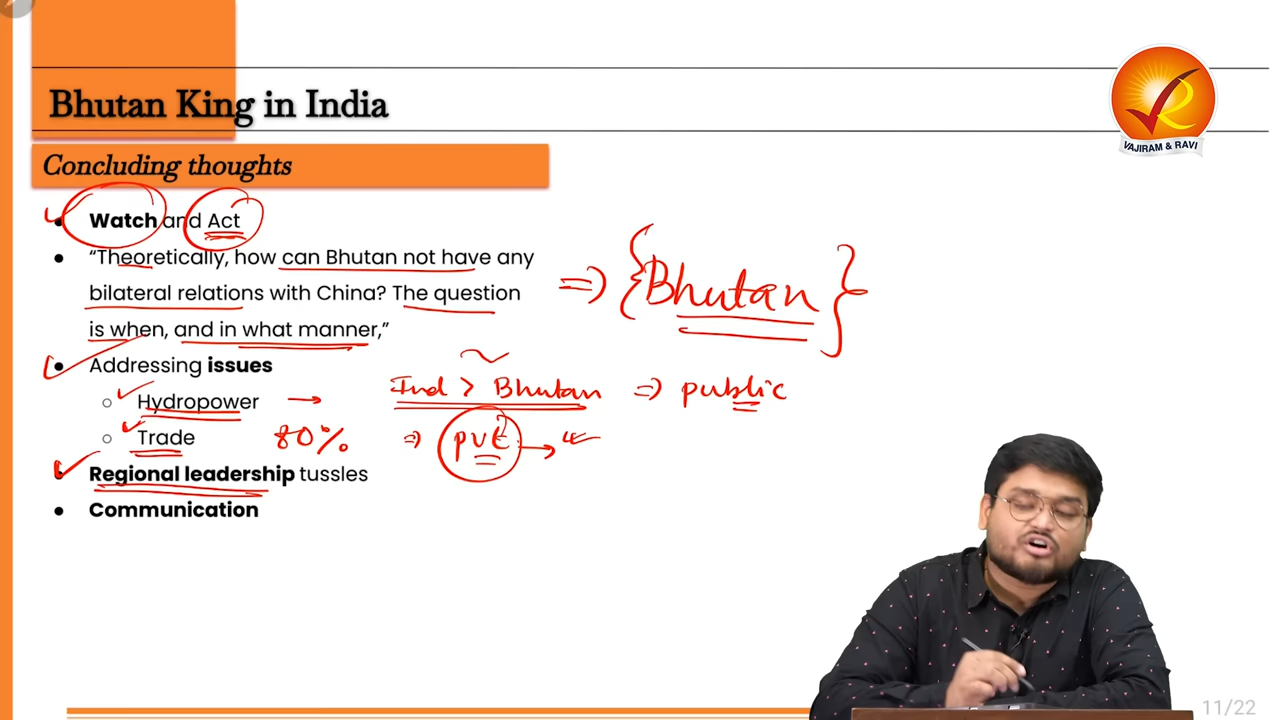 Bhutan King in India
VAJIRAM & RAVI
Concluding thoughts
• Watch and Act
• “Theoretically, how can Bhutan not have any
bilateral relations with China? The question
is when, and in what manner,”
⇒ {Bhutan}
• Addressing issues
○ Hydropower → Ind > Bhutan ⇒ public
○ Trade 80% ⇒ pvt →
• Regional leadership tussles
• Communication
11/22